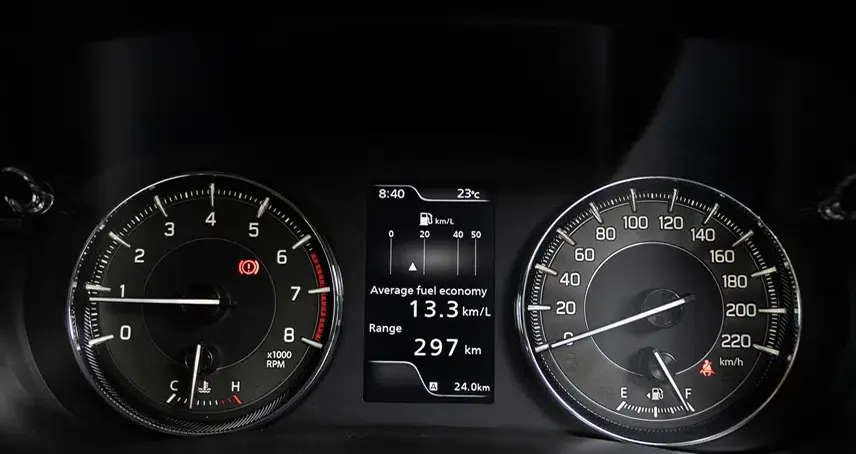 0
1
2
3
4
5
6
7
8
x1000
RPM
C
H
8:40 23°C
km/L
0 20 40 50
Average fuel economy
13.3 km/L
Range
297 km
A 24.0km
0
20
40
60
80
100
120
140
160
180
200
220
km/h
E
F